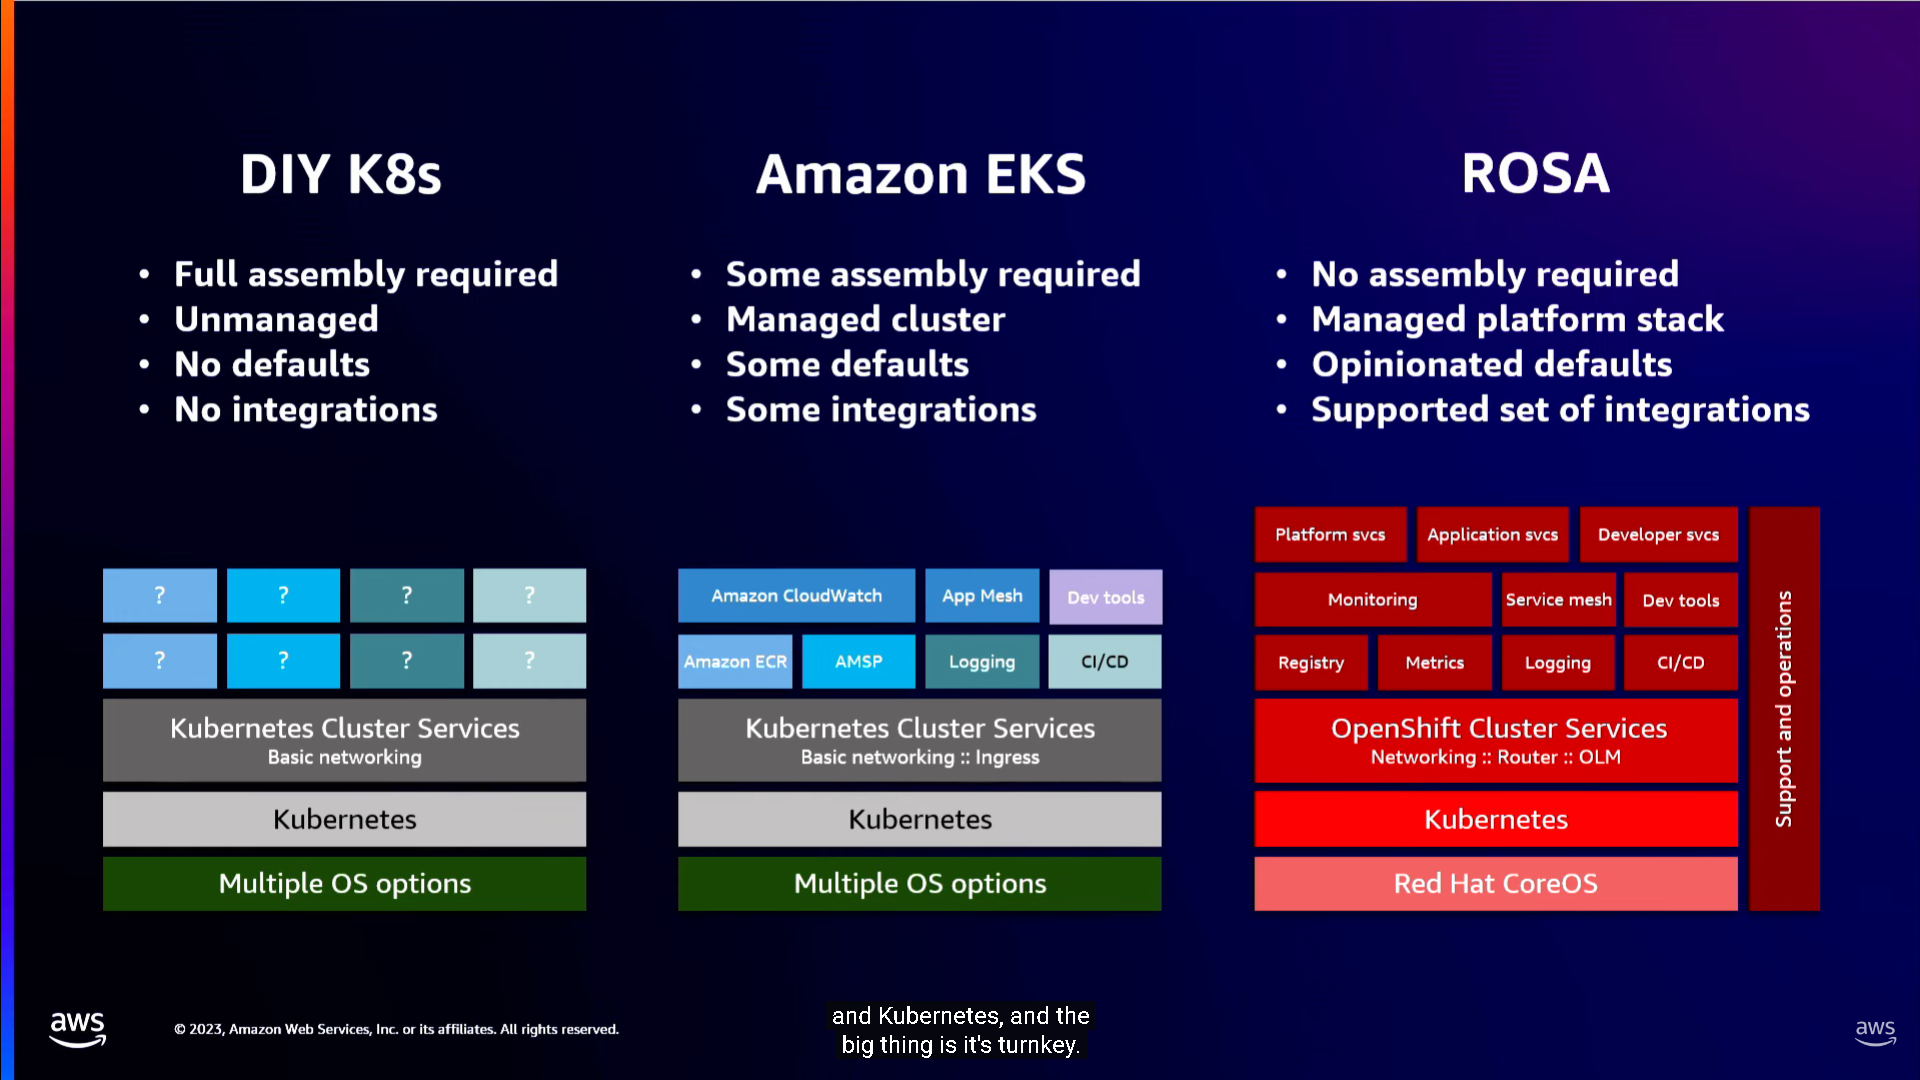 DIY K8s
• Full assembly required
• Unmanaged
• No defaults
• No integrations
? ? ? ?
? ? ? ?
Kubernetes Cluster Services
Basic networking
Kubernetes
Multiple OS options
Amazon EKS
• Some assembly required
• Managed cluster
• Some defaults
• Some integrations
Amazon CloudWatch App Mesh Dev tools
Amazon ECR AMSP Logging CI/CD
Kubernetes Cluster Services
Basic networking :: Ingress
Kubernetes
Multiple OS options
ROSA
• No assembly required
• Managed platform stack
• Opinionated defaults
• Supported set of integrations
Platform svcs Application svcs Developer svcs
Monitoring Service mesh Dev tools
Registry Metrics Logging CI/CD
OpenShift Cluster Services
Networking :: Router :: OLM
Kubernetes
Red Hat CoreOS
Support and operations
aws
© 2023, Amazon Web Services, Inc. or its affiliates. All rights reserved.
and Kubernetes, and the
big thing is it's turnkey.
aws